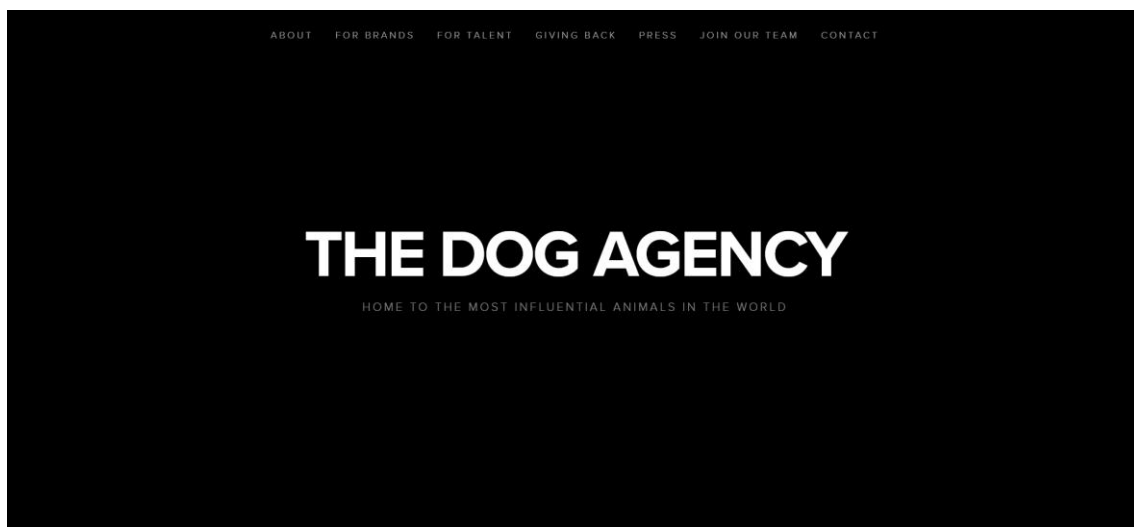 ABOUT FOR BRANDS FOR TALENT GIVING BACK PRESS JOIN OUR TEAM CONTACT
THE DOG AGENCY
HOME TO THE MOST INFLUENTIAL ANIMALS IN THE WORLD